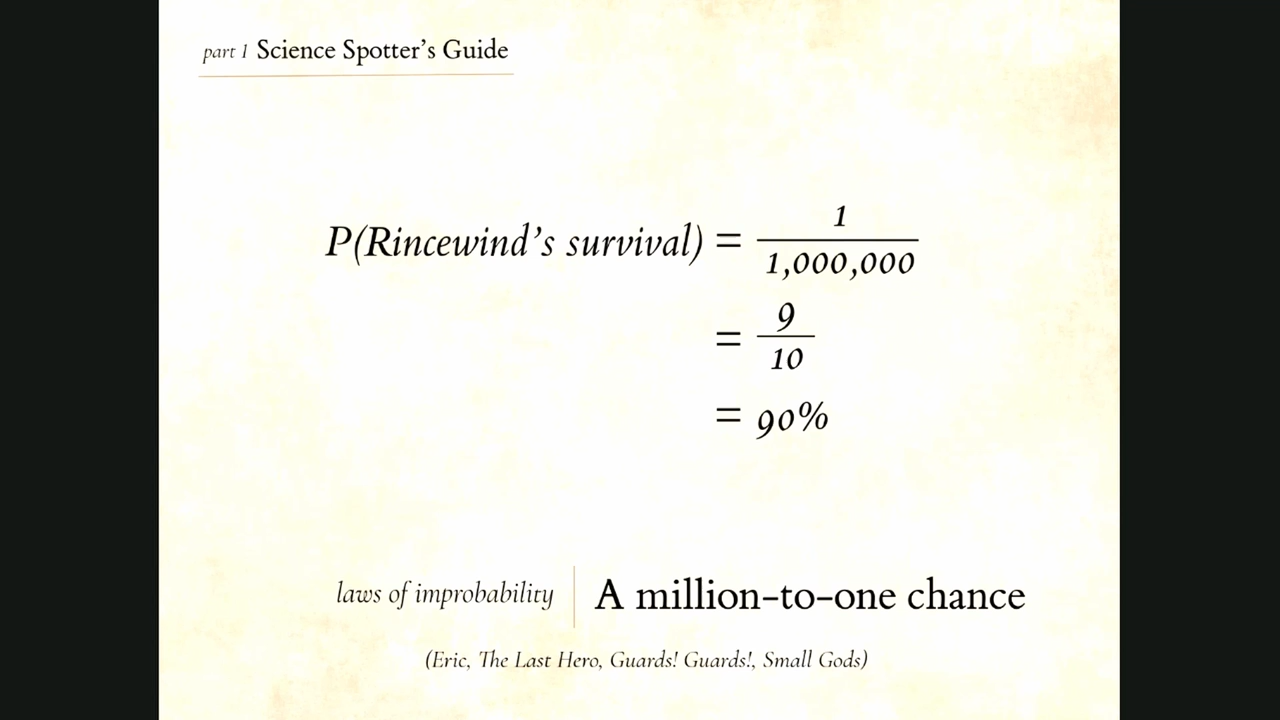 part 1 Science Spotter's Guide
P(Rincewind's survival) = 1 / 1,000,000
= 9 / 10
= 90%
laws of improbability A million-to-one chance
(Eric, The Last Hero, Guards! Guards!, Small Gods)